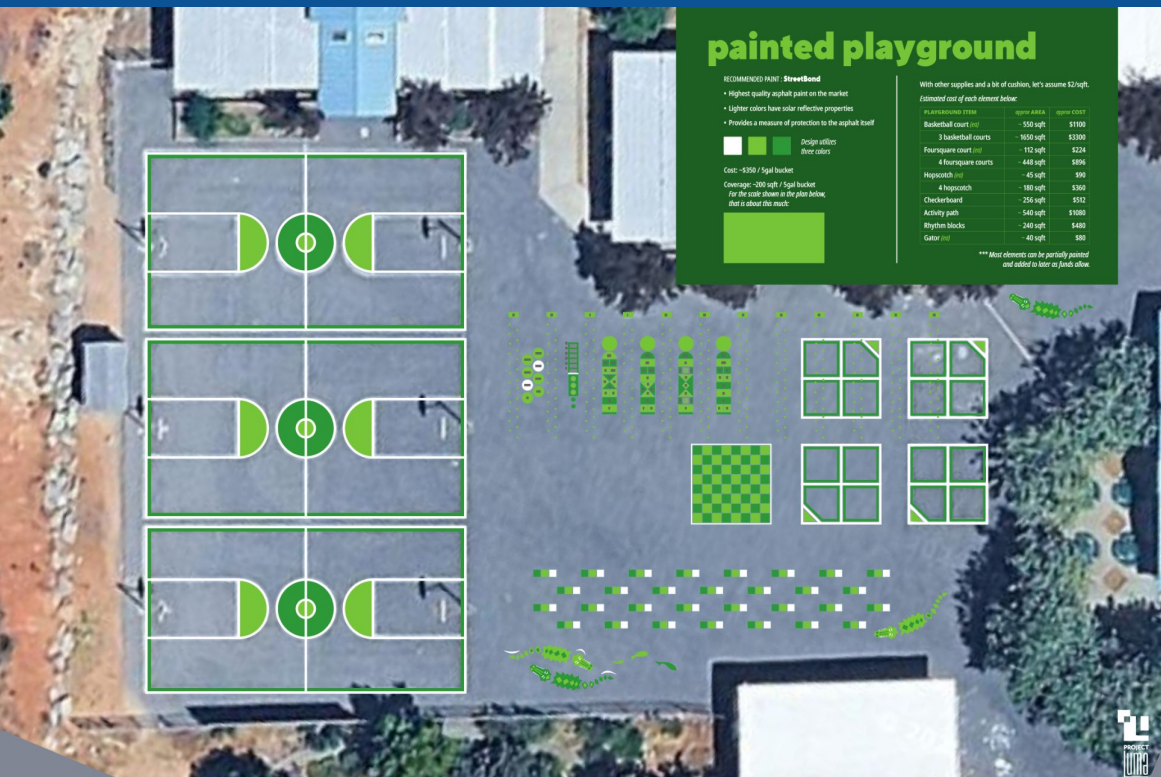 painted playground
RECOMMENDED PAINT : StreetBond
• Highest quality asphalt paint on the market
• Lighter colors have solar reflective properties
• Provides a measure of protection to the asphalt itself
Design utilizes
three colors
Cost: ~$350 / 5gal bucket
Coverage: ~200 sqft / 5gal bucket
For the scale shown in the plan below,
that is about this much:
With other supplies and a bit of cushion, let's assume $2/sqft.
Estimated cost of each element below:
PLAYGROUND ITEM approx AREA approx COST
Basketball court (ea) ~ 550 sqft $1100
3 basketball courts ~ 1650 sqft $3300
Foursquare court (ea) ~ 112 sqft $224
4 foursquare courts ~ 448 sqft $896
Hopscotch (ea) ~ 45 sqft $90
4 hopscotch ~ 180 sqft $360
Checkerboard ~ 256 sqft $512
Activity path ~ 540 sqft $1080
Rhythm blocks ~ 240 sqft $480
Gator (ea) ~ 40 sqft $80
*** Most elements can be partially painted
and added to later as funds allow.
PROJECT
luma